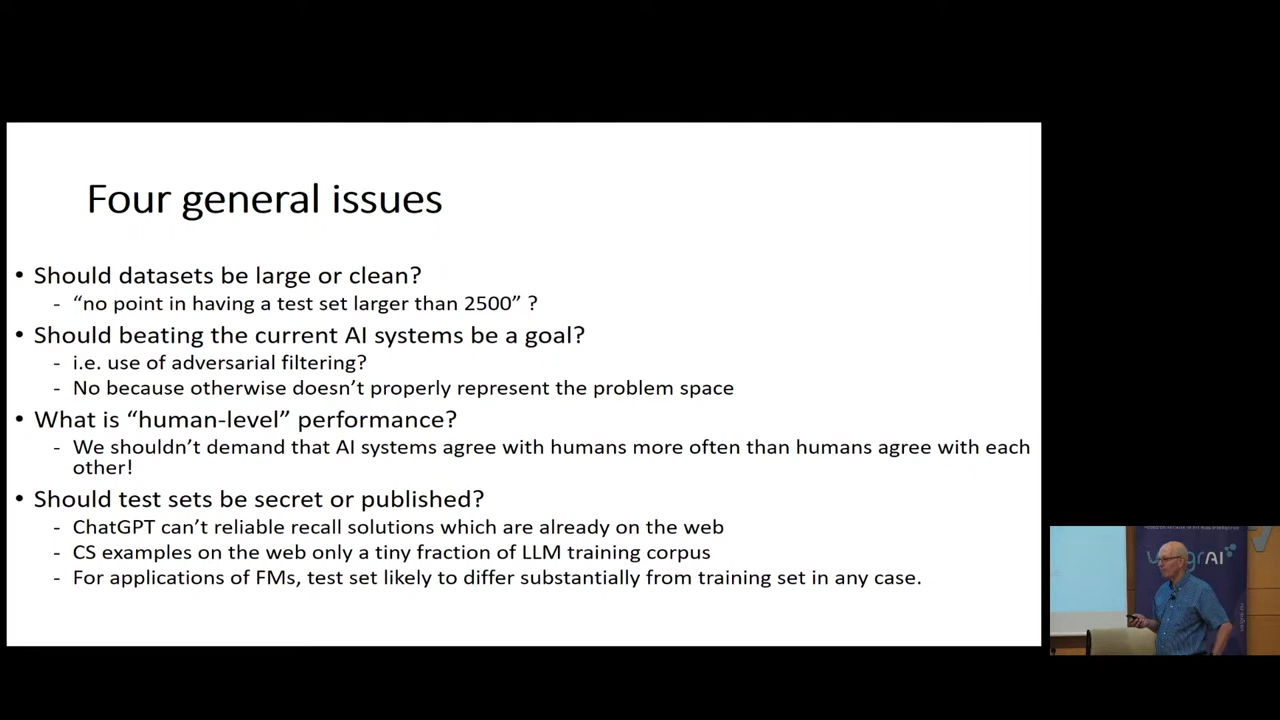 Four general issues
• Should datasets be large or clean?
- “no point in having a test set larger than 2500” ?
• Should beating the current AI systems be a goal?
- i.e. use of adversarial filtering?
- No because otherwise doesn’t properly represent the problem space
• What is “human-level” performance?
- We shouldn’t demand that AI systems agree with humans more often than humans agree with each
other!
• Should test sets be secret or published?
- ChatGPT can’t reliable recall solutions which are already on the web
- CS examples on the web only a tiny fraction of LLM training corpus
- For applications of FMs, test set likely to differ substantially from training set in any case.